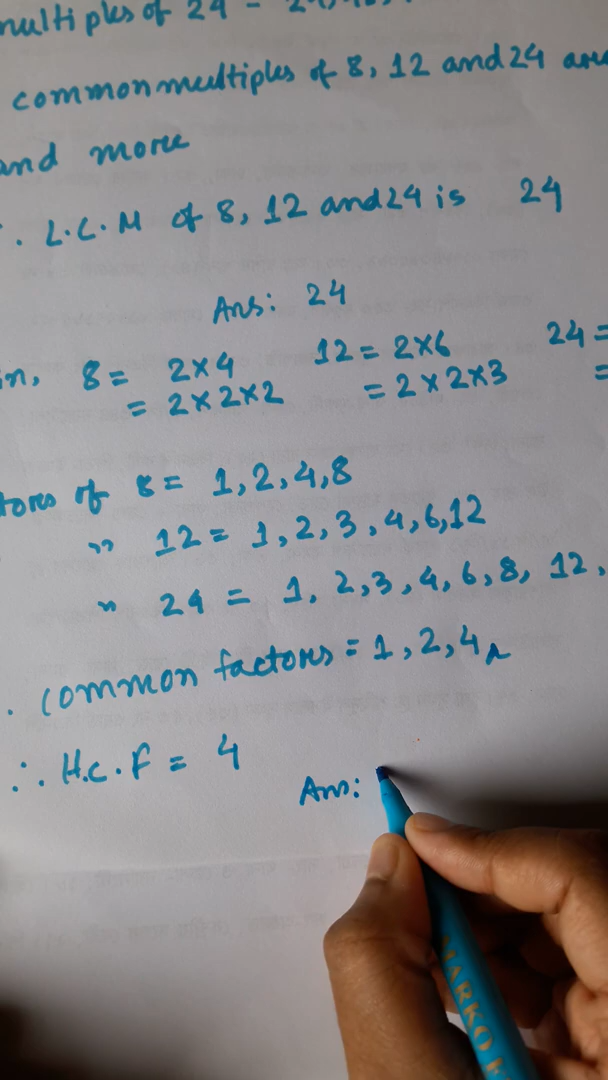 multiples of 24 =
common multiples of 8, 12 and 24 are
and more
∴ L.C.M of 8, 12 and 24 is 24
Ans: 24
8 = 2×4 12 = 2×6 24 =
= 2×2×2 = 2×2×3 =
of 8 = 1, 2, 4, 8
" 12 = 1, 2, 3, 4, 6, 12
" 24 = 1, 2, 3, 4, 6, 8, 12,
common factors = 1, 2, 4
∴ H.C.F = 4
Ans: